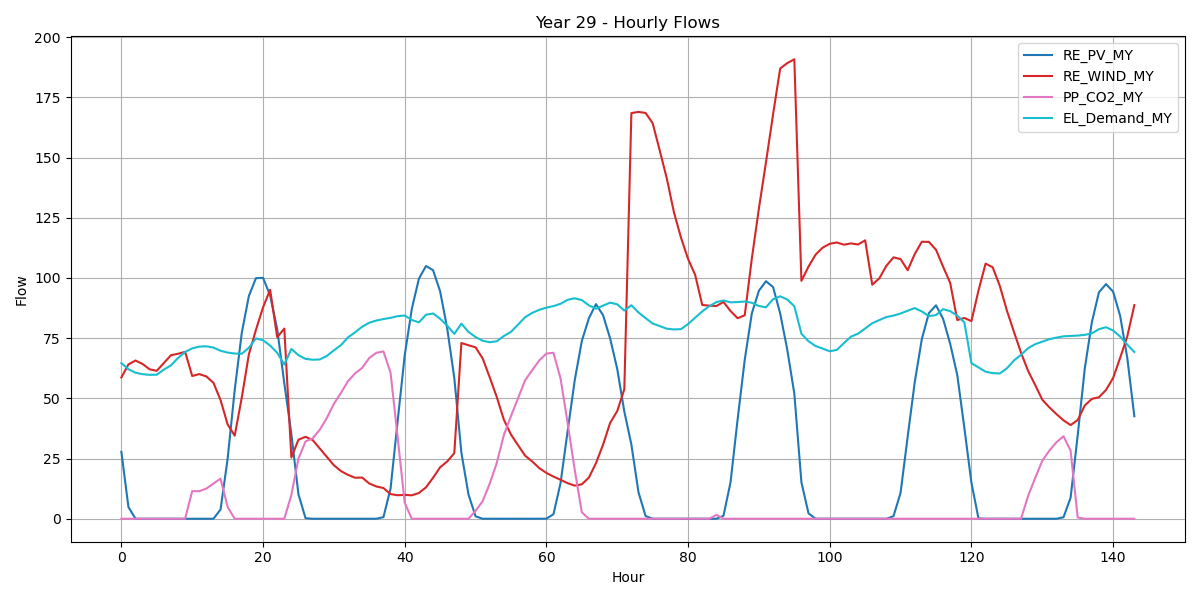 Year 29 - Hourly Flows
200
175
150
125
100
75
50
25
0
Flow
RE_PV_MY
RE_WIND_MY
PP_CO2_MY
EL_Demand_MY
0 20 40 60 80 100 120 140
Hour